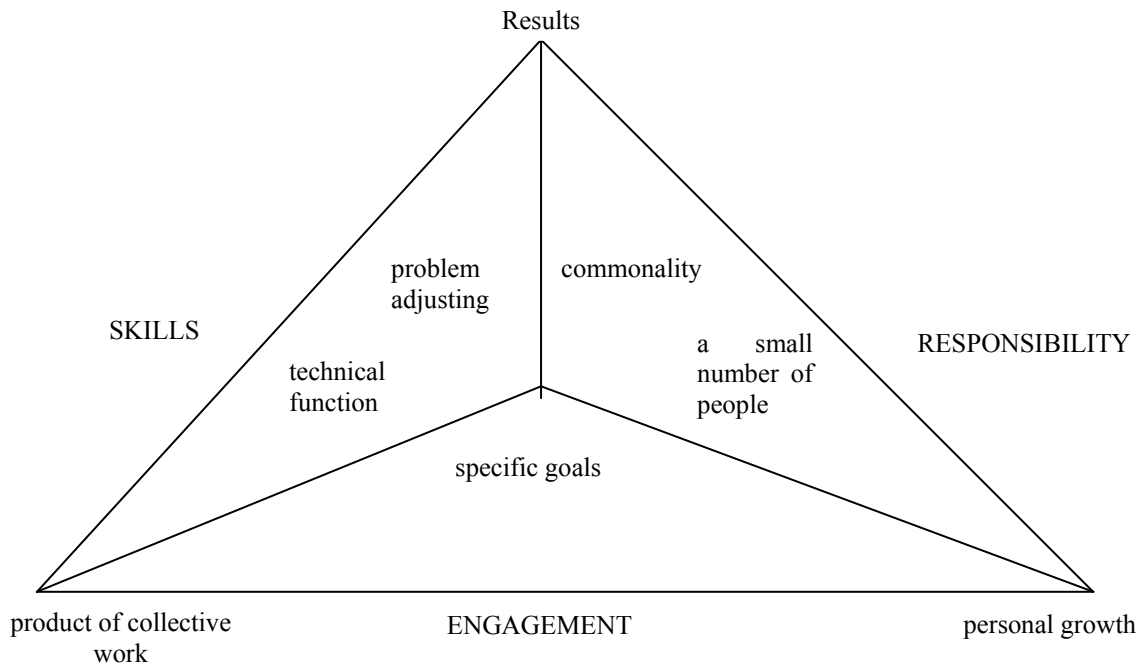 Results
problem
adjusting
commonality
SKILLS
RESPONSIBILITY
a small
number of
people
technical
function
specific goals
product of collective
work
ENGAGEMENT
personal growth